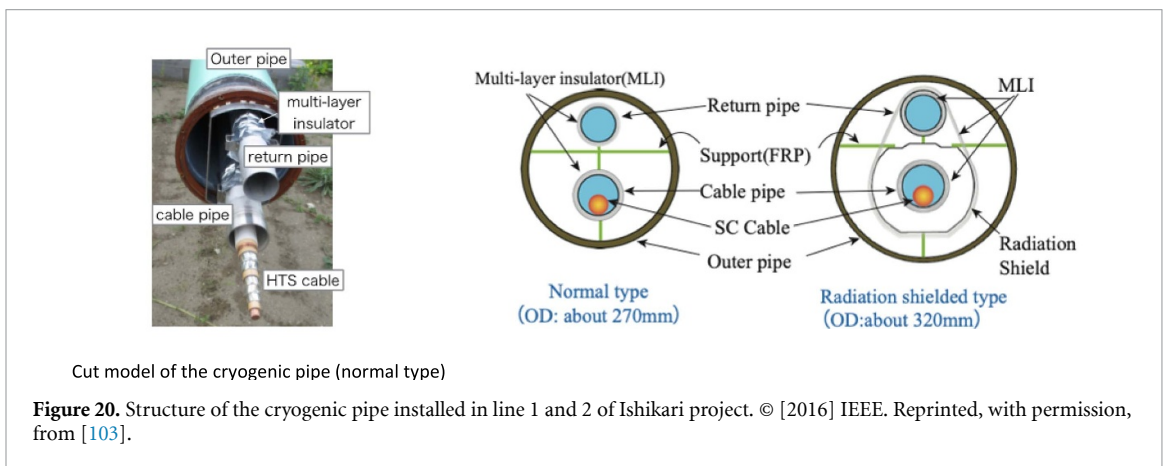 Outer pipe
multi-layer
insulator
return pipe
cable pipe
HTS cable
Cut model of the cryogenic pipe (normal type)
Multi-layer insulator(MLI)
Return pipe
Support(FRP)
Cable pipe
SC Cable
Outer pipe
MLI
Radiation
Shield
Normal type
(OD: about 270mm)
Radiation shielded type
(OD:about 320mm)
Figure 20. Structure of the cryogenic pipe installed in line 1 and 2 of Ishikari project. © [2016] IEEE. Reprinted, with permission,
from [103].